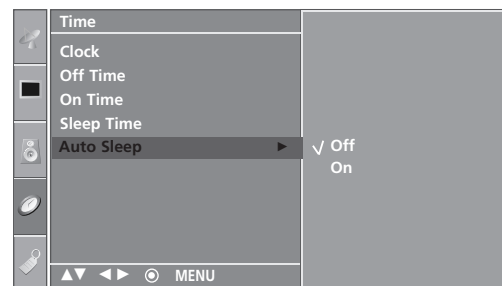 Time
Clock
Off Time
On Time
Sleep Time
Auto Sleep ► √ Off
On
▲▼ ◄► ◉ MENU